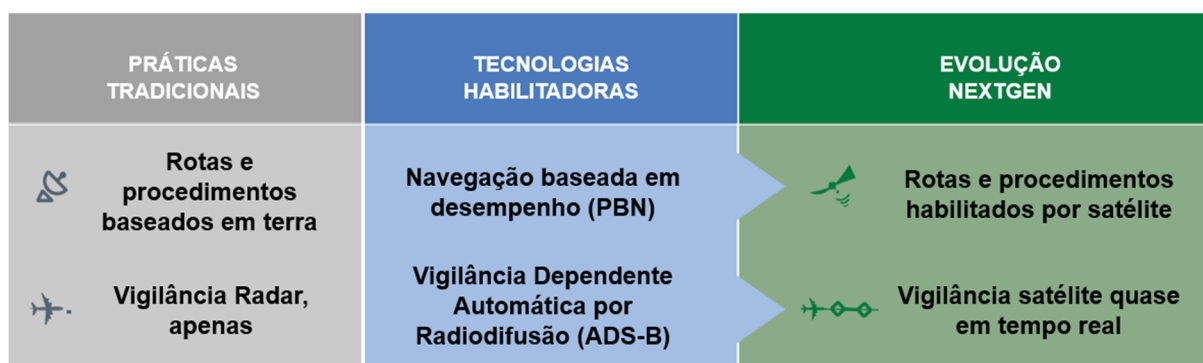 PRÁTICAS
TRADICIONAIS
TECNOLOGIAS
HABILITADORAS
EVOLUÇÃO
NEXTGEN
Rotas e
procedimentos
baseados em terra
Navegação baseada em
desempenho (PBN)
Rotas e procedimentos
habilitados por satélite
Vigilância Radar,
apenas
Vigilância Dependente
Automática por
Radiodifusão (ADS-B)
Vigilância satélite quase
em tempo real